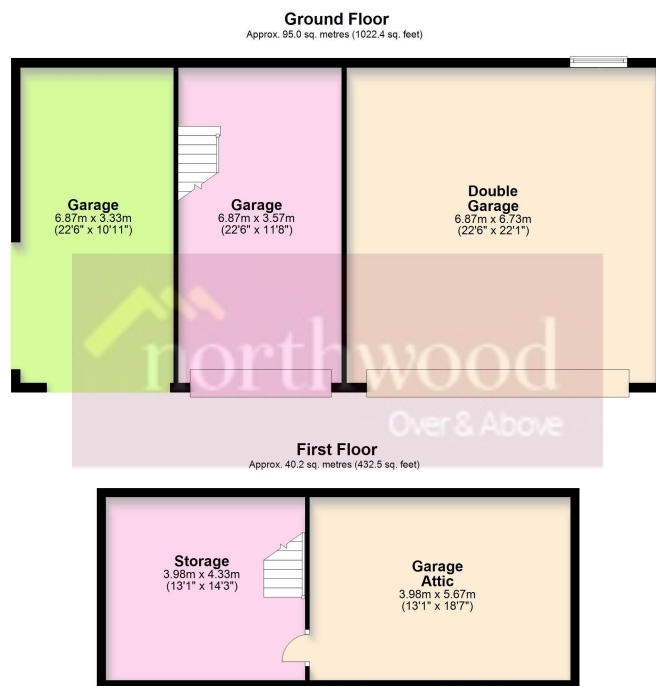 Ground Floor
Approx. 95.0 sq. metres (1022.4 sq. feet)
Garage
6.87m x 3.33m
(22'6" x 10'11")
Garage
6.87m x 3.57m
(22'6" x 11'8")
Double
Garage
6.87m x 6.73m
(22'6" x 22'1")
northwood
Over & Above
First Floor
Approx. 40.2 sq. metres (432.5 sq. feet)
Storage
3.98m x 4.33m
(13'1" x 14'3")
Garage
Attic
3.98m x 5.67m
(13'1" x 18'7")